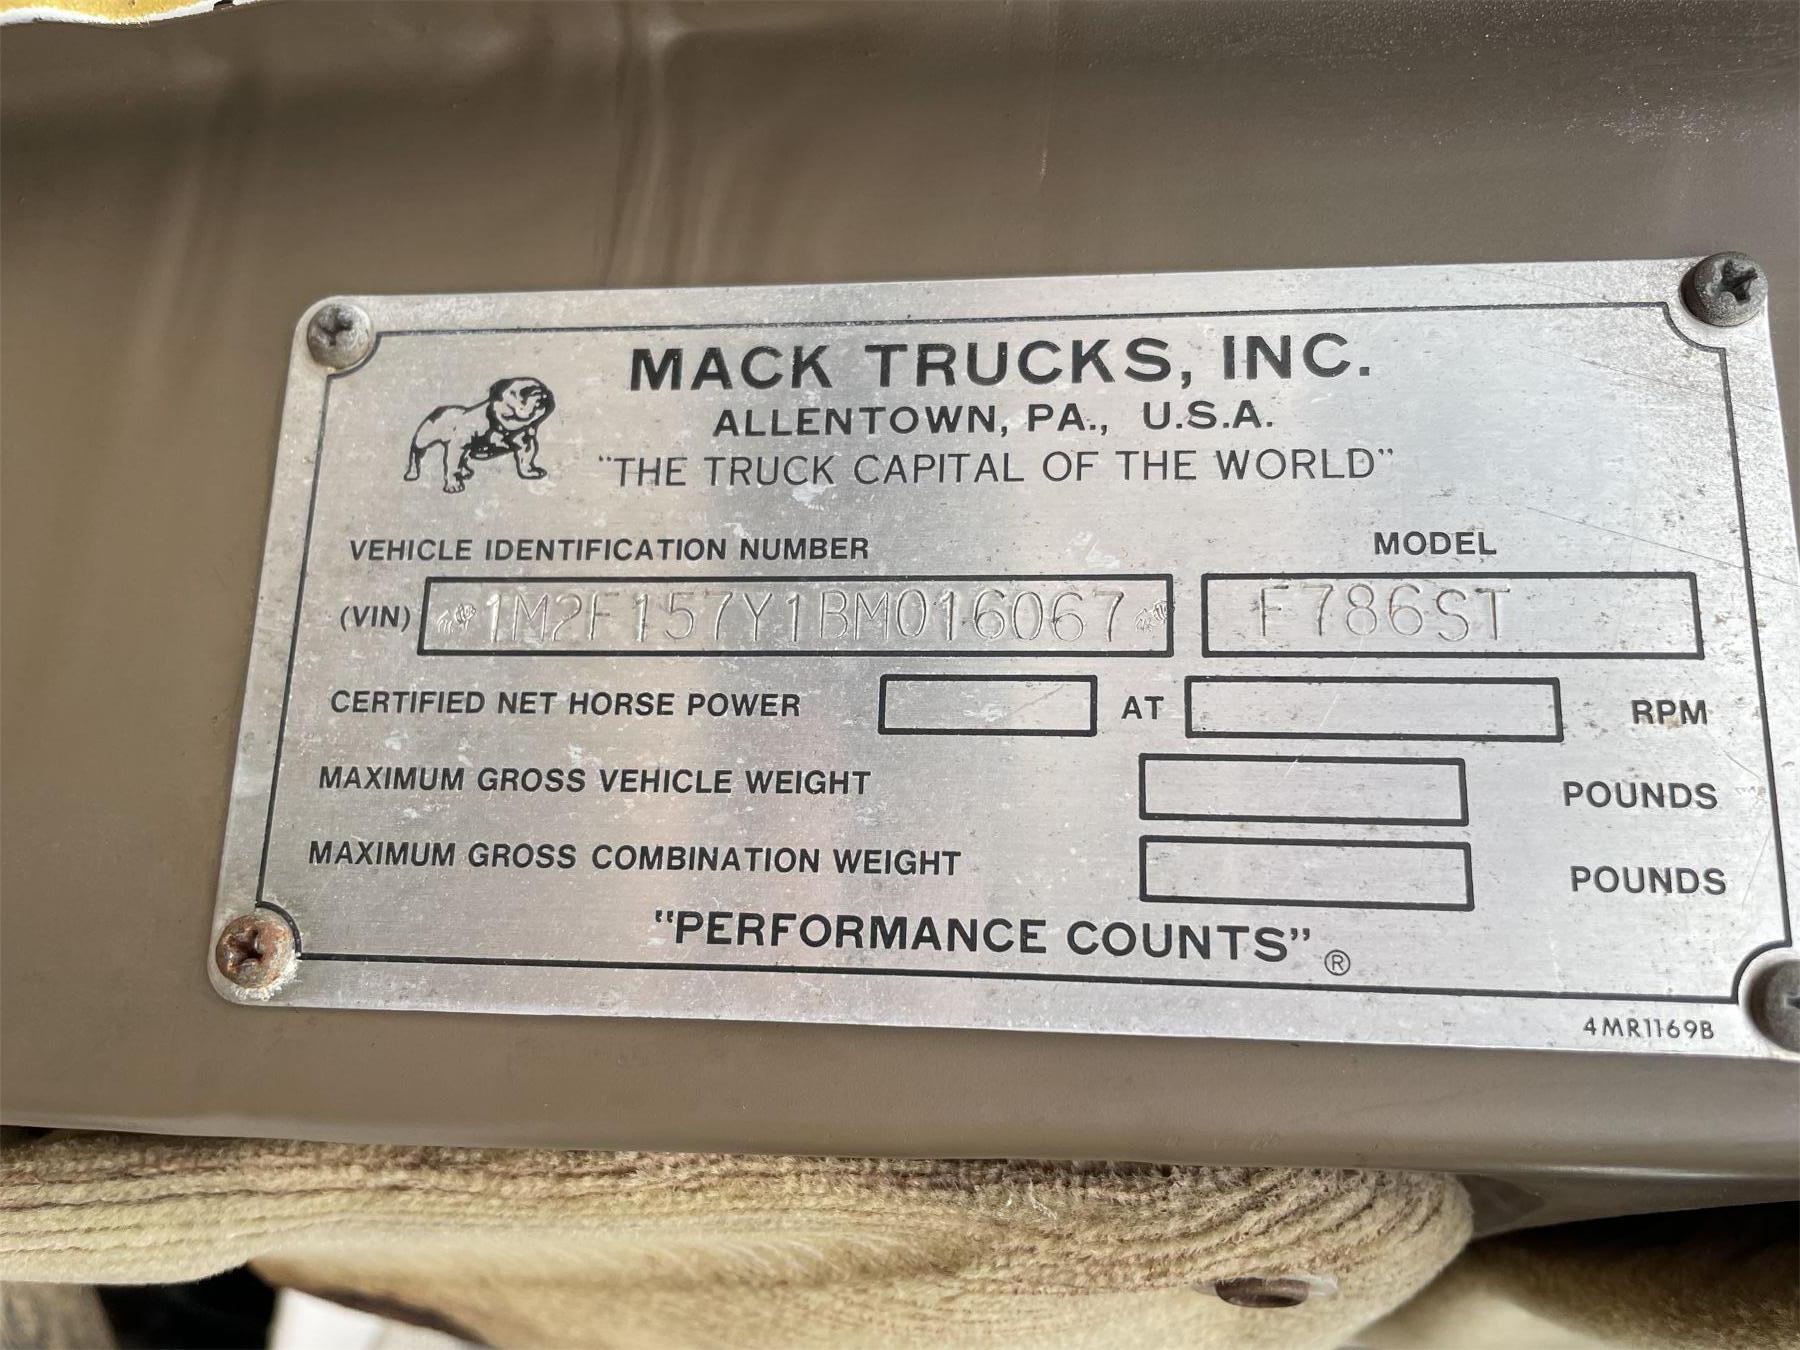 MACK TRUCKS, INC.
ALLENTOWN, PA., U.S.A.
"THE TRUCK CAPITAL OF THE WORLD"
VEHICLE IDENTIFICATION NUMBER MODEL
(VIN) 1M2F157Y1BM016067 F786ST
CERTIFIED NET HORSE POWER AT RPM
MAXIMUM GROSS VEHICLE WEIGHT POUNDS
MAXIMUM GROSS COMBINATION WEIGHT POUNDS
"PERFORMANCE COUNTS" ®
4MR1169B